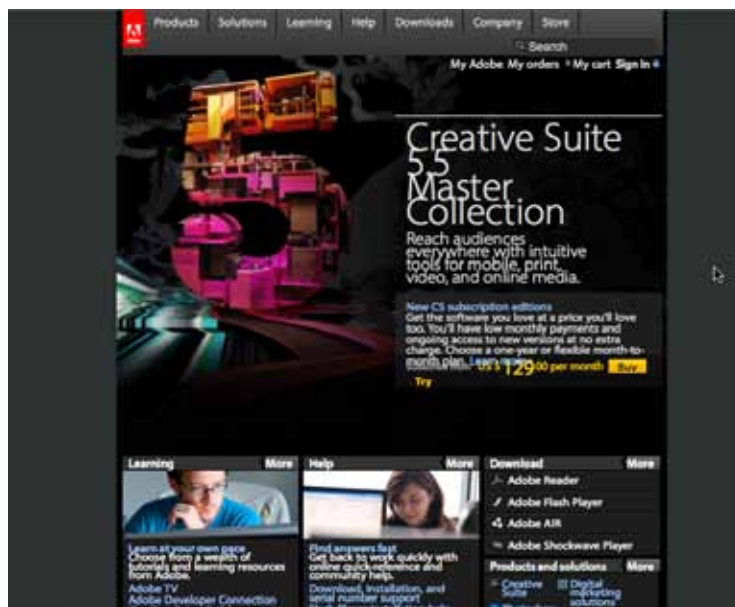 Products Solutions Learning Help Downloads Company Store
Search
My Adobe My orders My cart Sign In
Creative Suite
5.5
Master
Collection
Reach audiences
everywhere with intuitive
tools for mobile, print,
video, and online media.
New CS subscription editions
Get the software you love at a price you'll love
too. You'll have low monthly payments and
ongoing access to new versions at no extra
charge. Choose a one-year or flexible month-to-
month plan.
US $ 129.00 per month Buy
Try
Learning More
Help More
Download More
Adobe Reader
Adobe Flash Player
Adobe AIR
Adobe Shockwave Player
Learn at your own pace
Choose from a wealth of
tutorials and learning resources
from Adobe.
Adobe TV
Adobe Developer Connection
Find answers fast
Get back to work quickly with
online quick-reference and
community help.
Download, installation, and
serial number support
Products and solutions More
Creative
Suite
Digital
marketing
solutions